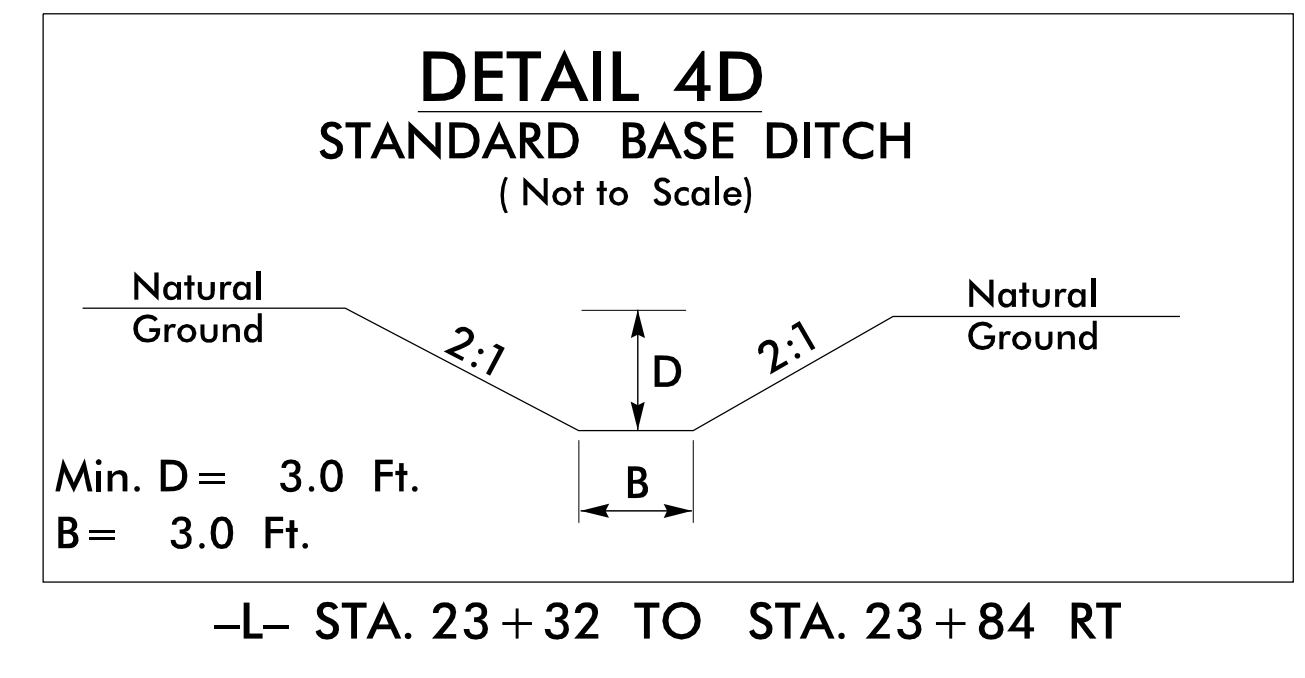 DETAIL 4D
STANDARD BASE DITCH
( Not to Scale)
Natural
Ground
2:1
D
2:1
Natural
Ground
Min. D= 3.0 Ft.
B= 3.0 Ft.
B
–L– STA. 23+32 TO STA. 23+84 RT